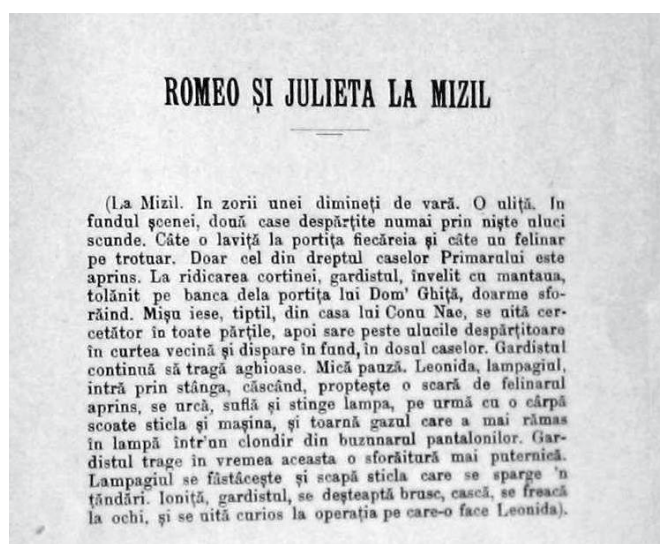 ROMEO ȘI JULIETA LA MIZIL
(La Mizil. In zorii unei dimineți de vară. O uliță. In
fundul scenei, două case despărțite numai prin niște uluci
scunde. Câte o laviță la portița fiecăreia și câte un felinar
pe trotuar. Doar cel din dreptul caselor Primarului este
aprins. La ridicarea cortinei, gardistul, învelit cu mantaua,
tolănit pe banca dela portița lui Dom' Ghiță, doarme sfo-
răind. Mișu iese, tiptil, din casa lui Conu Nae, se uită cer-
cetător în toate părțile, apoi sare peste ulucile despărțitoare
în curtea vecină și dispare în fund, în dosul caselor. Gardistul
continuă să tragă aghioase. Mică pauză. Leonida, lampagiul,
intră prin stânga, căscând, proptește o scară de felinarul
aprins, se urcă, suflă și stinge lampa, pe urmă cu o cârpă
scoate sticla și mașina, și toarnă gazul care a mai rămas
în lampă într'un clondir din buzunarul pantalonilor. Gar-
distul trage în vremea aceasta o sforăitură mai puternică.
Lampagiul se fâstâcește și scapă sticla care se sparge 'n
țăndări. Ioniță, gardistul, se deșteaptă brusc, cască, se freacă
la ochi, și se uită curios la operația pe care-o face Leonida).